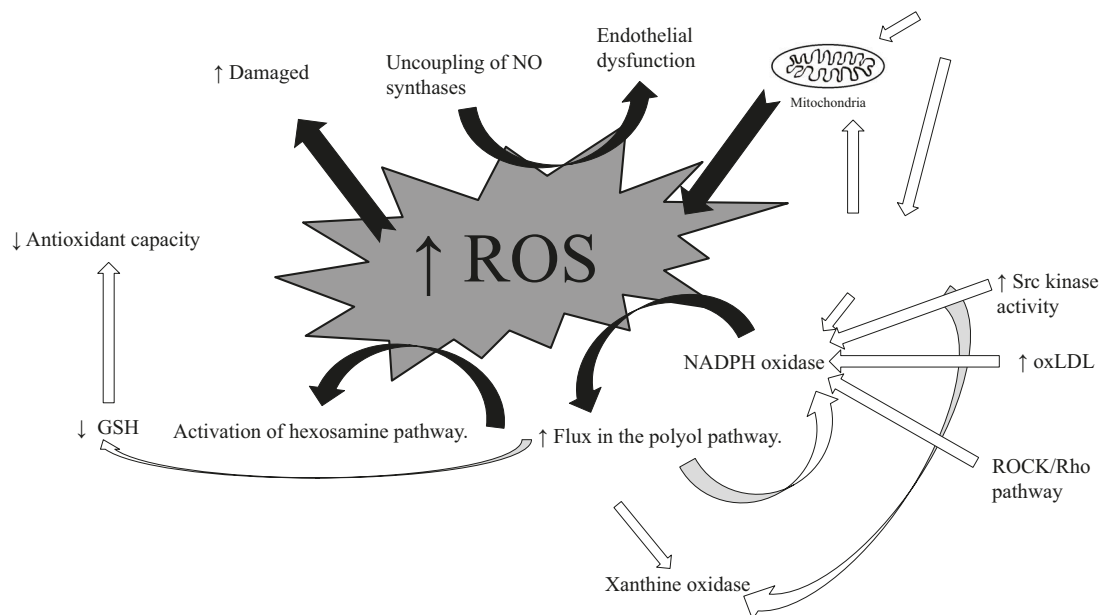 Endothelial
dysfunction
Uncoupling of NO
synthases
↑ Damaged
Mitochondria
↓ Antioxidant capacity
↑ ROS
↑ Src kinase
activity
NADPH oxidase
↑ oxLDL
↓ GSH
Activation of hexosamine pathway.
↑ Flux in the polyol pathway.
ROCK/Rho
pathway
Xanthine oxidase